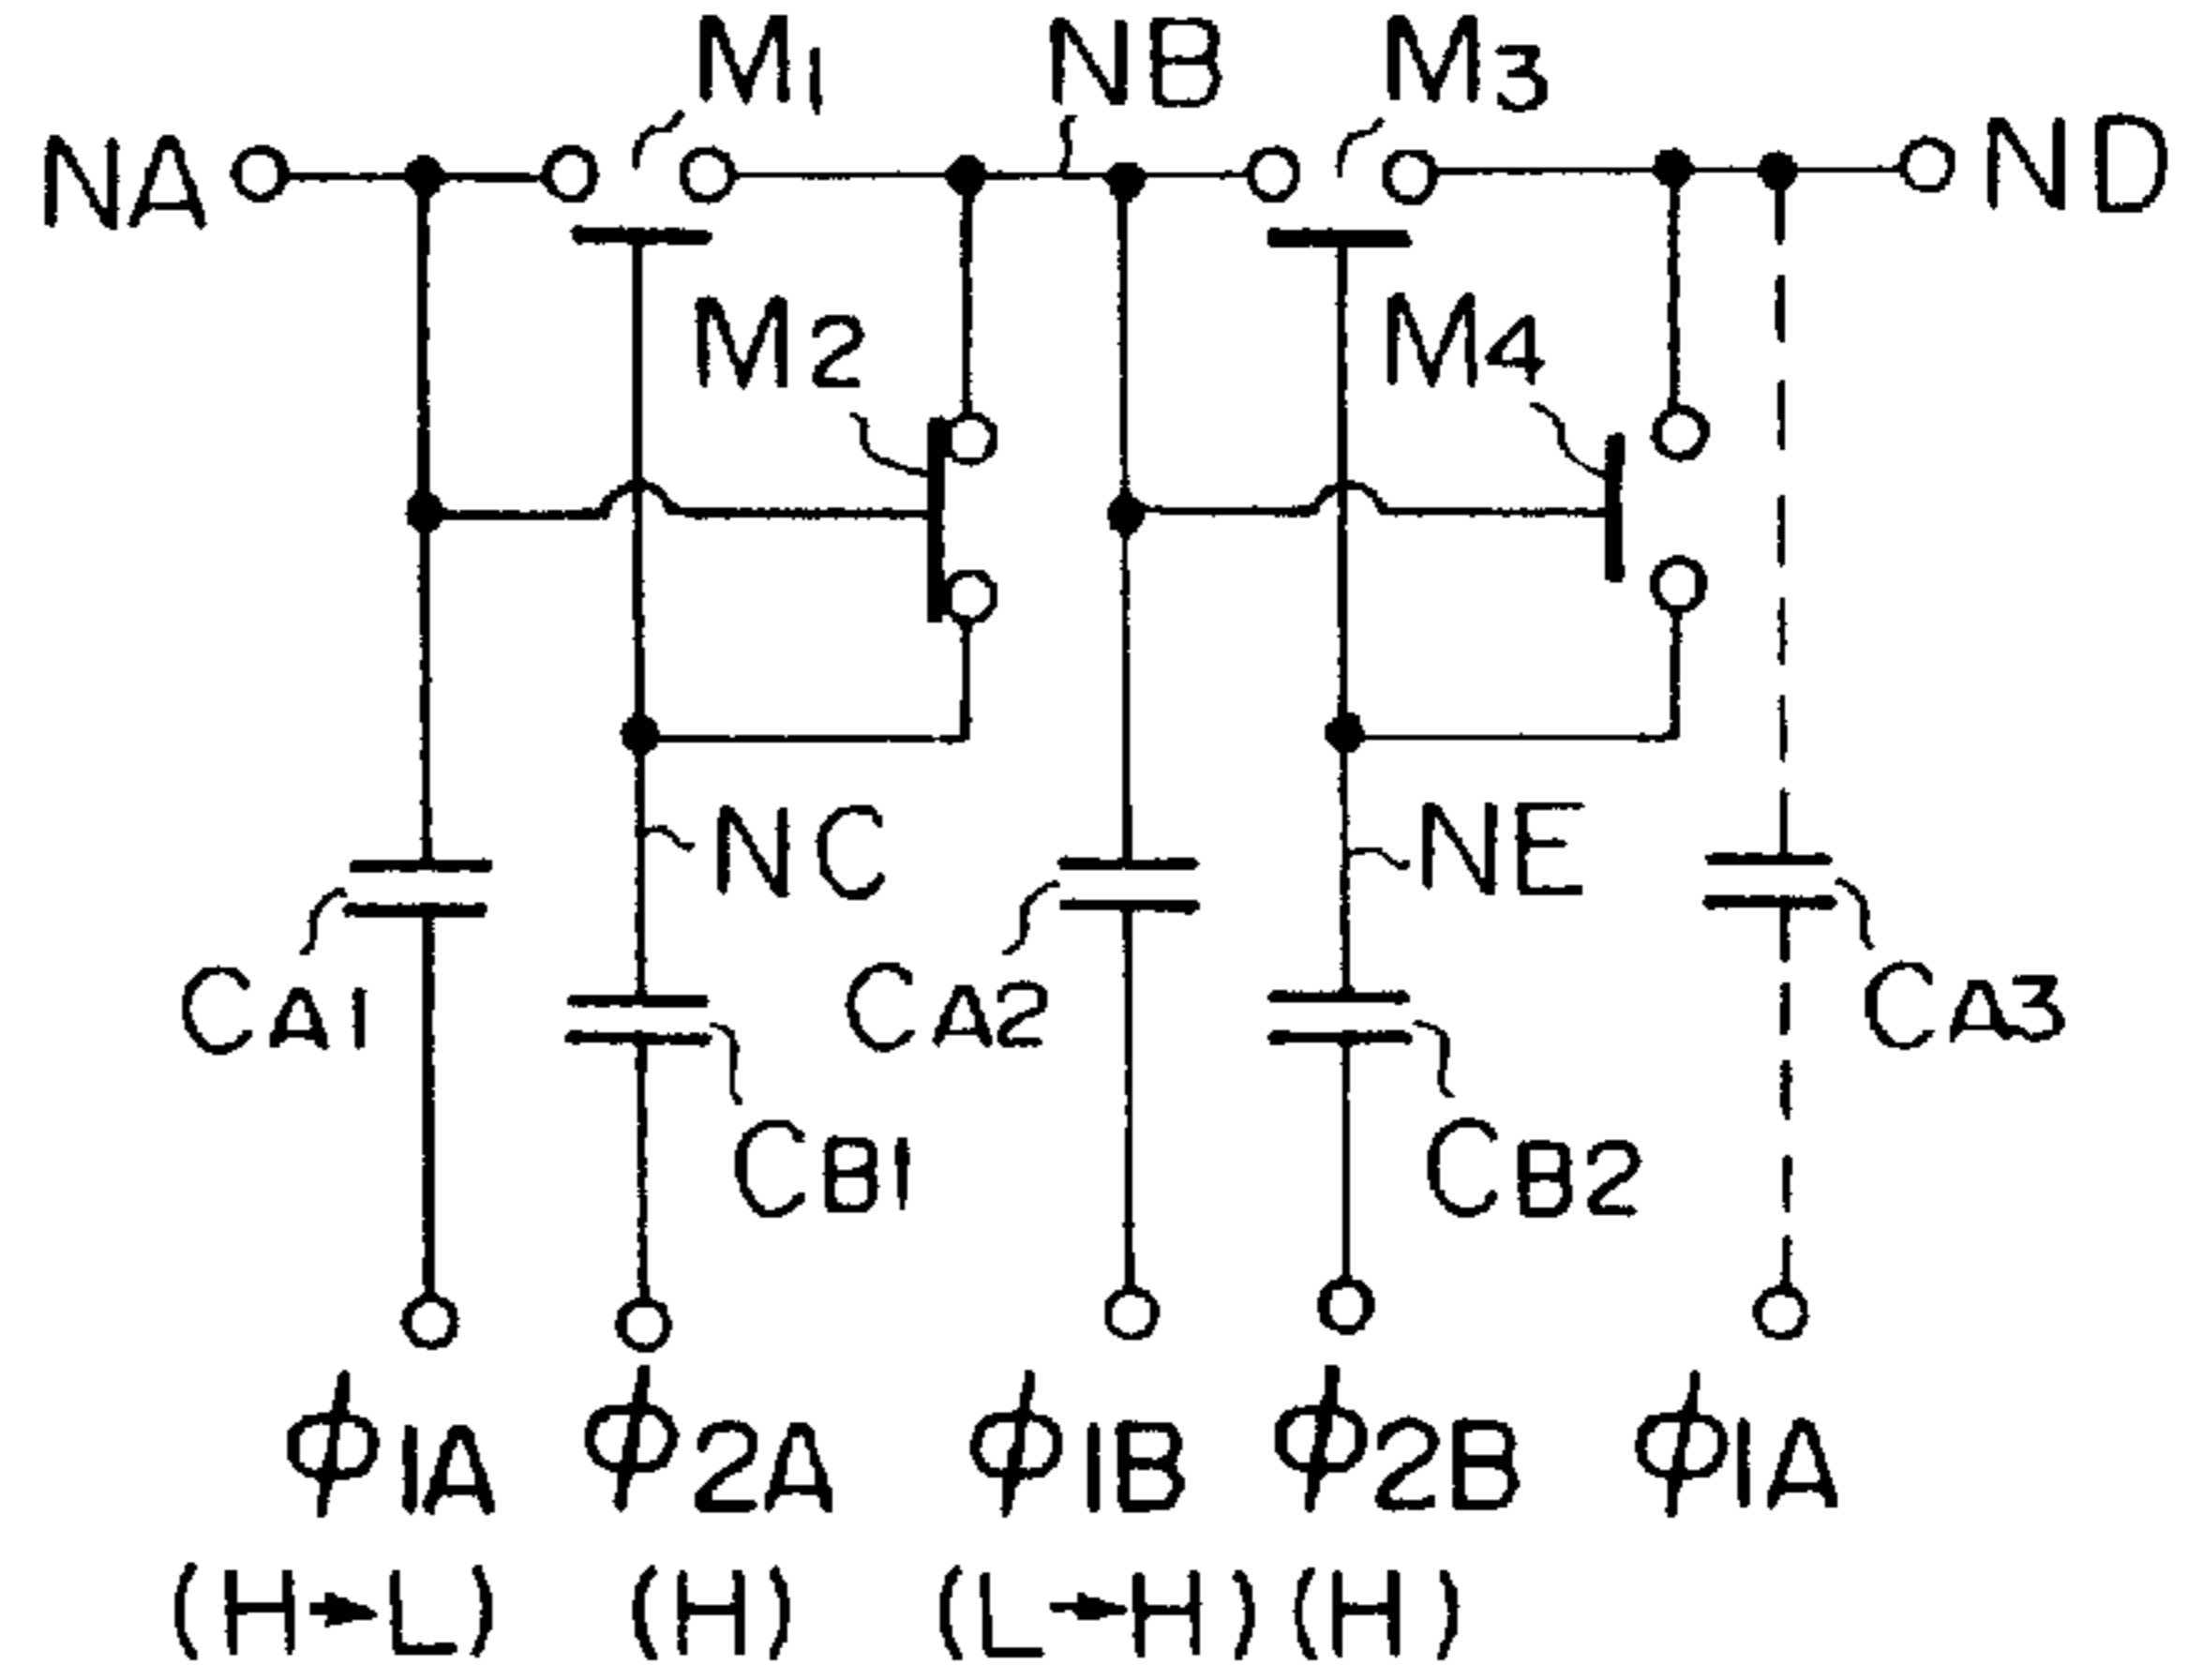 M1 NB M3
NA ND
M2 M4
NC NE
CA1 CA2 CA3
CB1 CB2
ϕ1A ϕ2A ϕ1B ϕ2B ϕ1A
(H→L) (H) (L→H) (H)